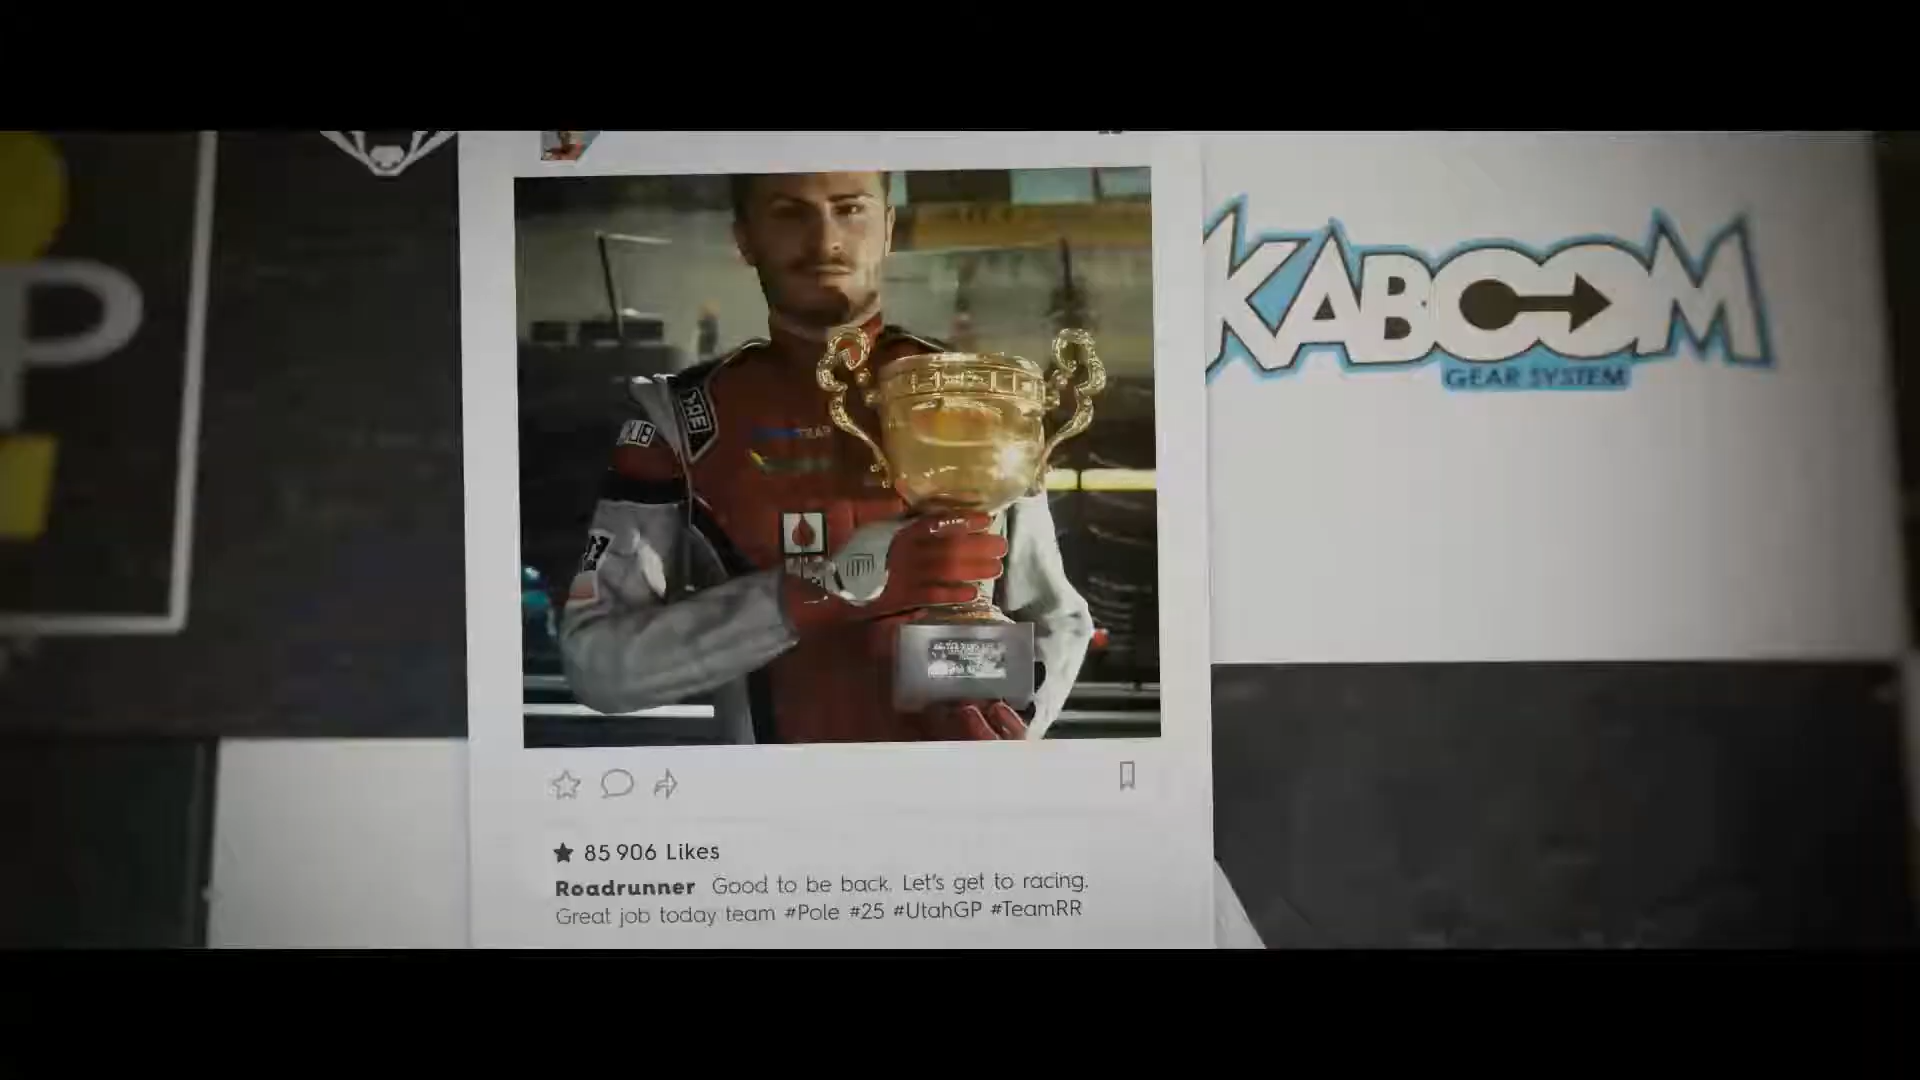 P
KABOOM
GEAR SYSTEM
85 906 Likes
Roadrunner Good to be back. Let's get to racing.
Great job today team #Pole #25 #UtahGP #TeamRR